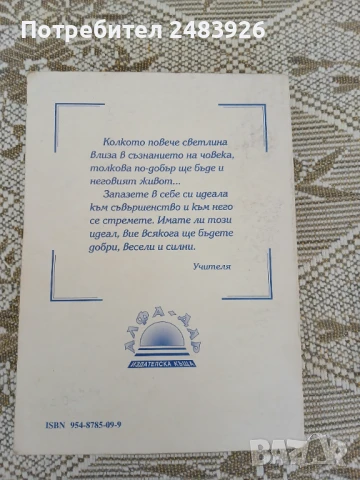 Потребител 2483926
Колкото повече светлина
влиза в съзнанието на човека,
толкова по-добър ще бъде и
неговият живот...
Запазете в себе си идеала
към съвършенство и към него
се стремете. Имате ли този
идеал, вие всякога ще бъдете
добри, весели и силни.
Учителя
АЛФА-ДАР
ИЗДАТЕЛСКА КЪЩА
ISBN 954-8785-09-9
BAZAR